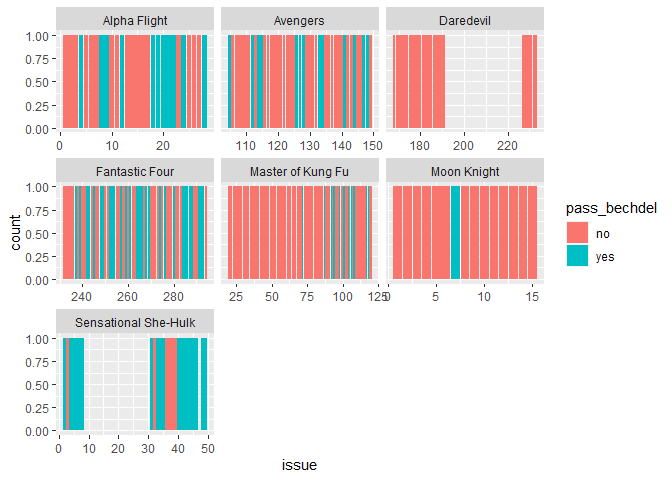 Alpha Flight
Avengers
Daredevil
1.00
0.75
0.50
0.25
0.00
0 10 20
110 120 130 140 150
180 200 220
Fantastic Four
Master of Kung Fu
Moon Knight
1.00
0.75
0.50
0.25
0.00
240 260 280
25 50 75 100 125
0 5 10 15
Sensational She-Hulk
1.00
0.75
0.50
0.25
0.00
0 10 20 30 40 50
count
issue
pass_bechdel
no
yes